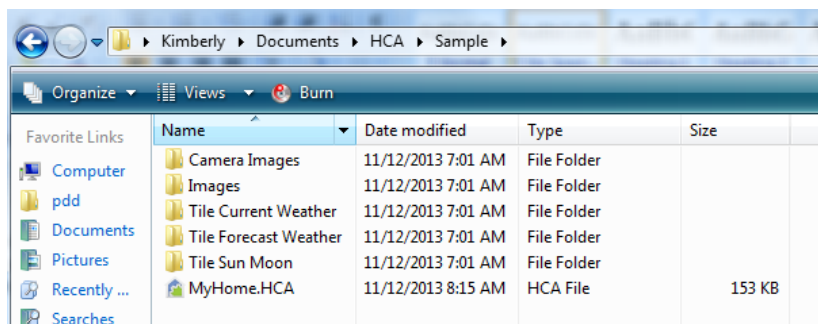 Kimberly Documents HCA Sample
Organize Views Burn
Favorite Links Name Date modified Type Size
Camera Images 11/12/2013 7:01 AM File Folder
Computer
Images 11/12/2013 7:01 AM File Folder
pdd
Tile Current Weather 11/12/2013 7:01 AM File Folder
Documents
Tile Forecast Weather 11/12/2013 7:01 AM File Folder
Pictures
Tile Sun Moon 11/12/2013 7:01 AM File Folder
Recently ...
MyHome.HCA 11/12/2013 8:15 AM HCA File 153 KB
Searches